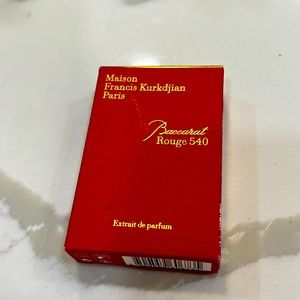 Maison
Francis Kurkdjian
Paris
Baccarat
Rouge 540
Extrait de parfum